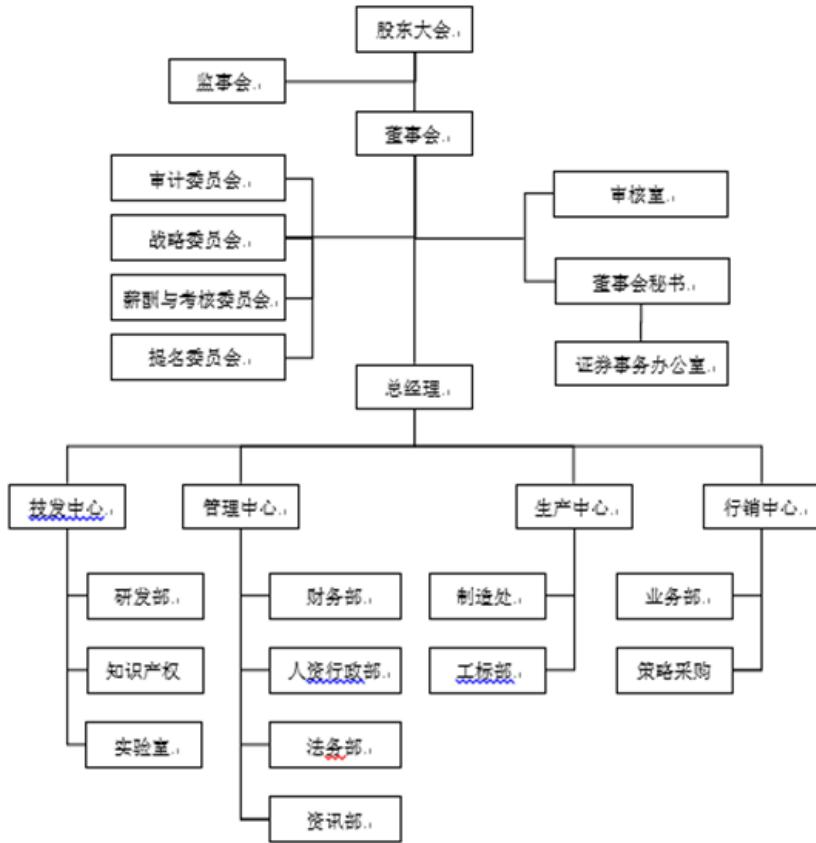 股东大会
监事会
董事会
审计委员会
审核室
战略委员会
董事会秘书
薪酬与考核委员会
提名委员会
证券事务办公室
总经理
技发中心
管理中心
生产中心
行销中心
研发部
财务部
制造处
业务部
知识产权
人资行政部
工标部
策略采购
实验室
法务部
资讯部